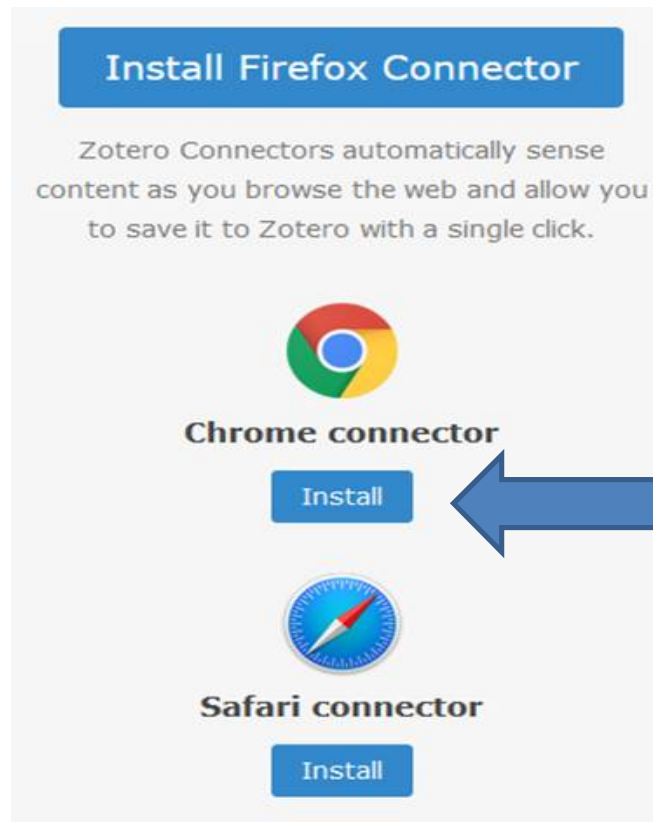 Install Firefox Connector
Zotero Connectors automatically sense
content as you browse the web and allow you
to save it to Zotero with a single click.
Chrome connector
Install
Safari connector
Install